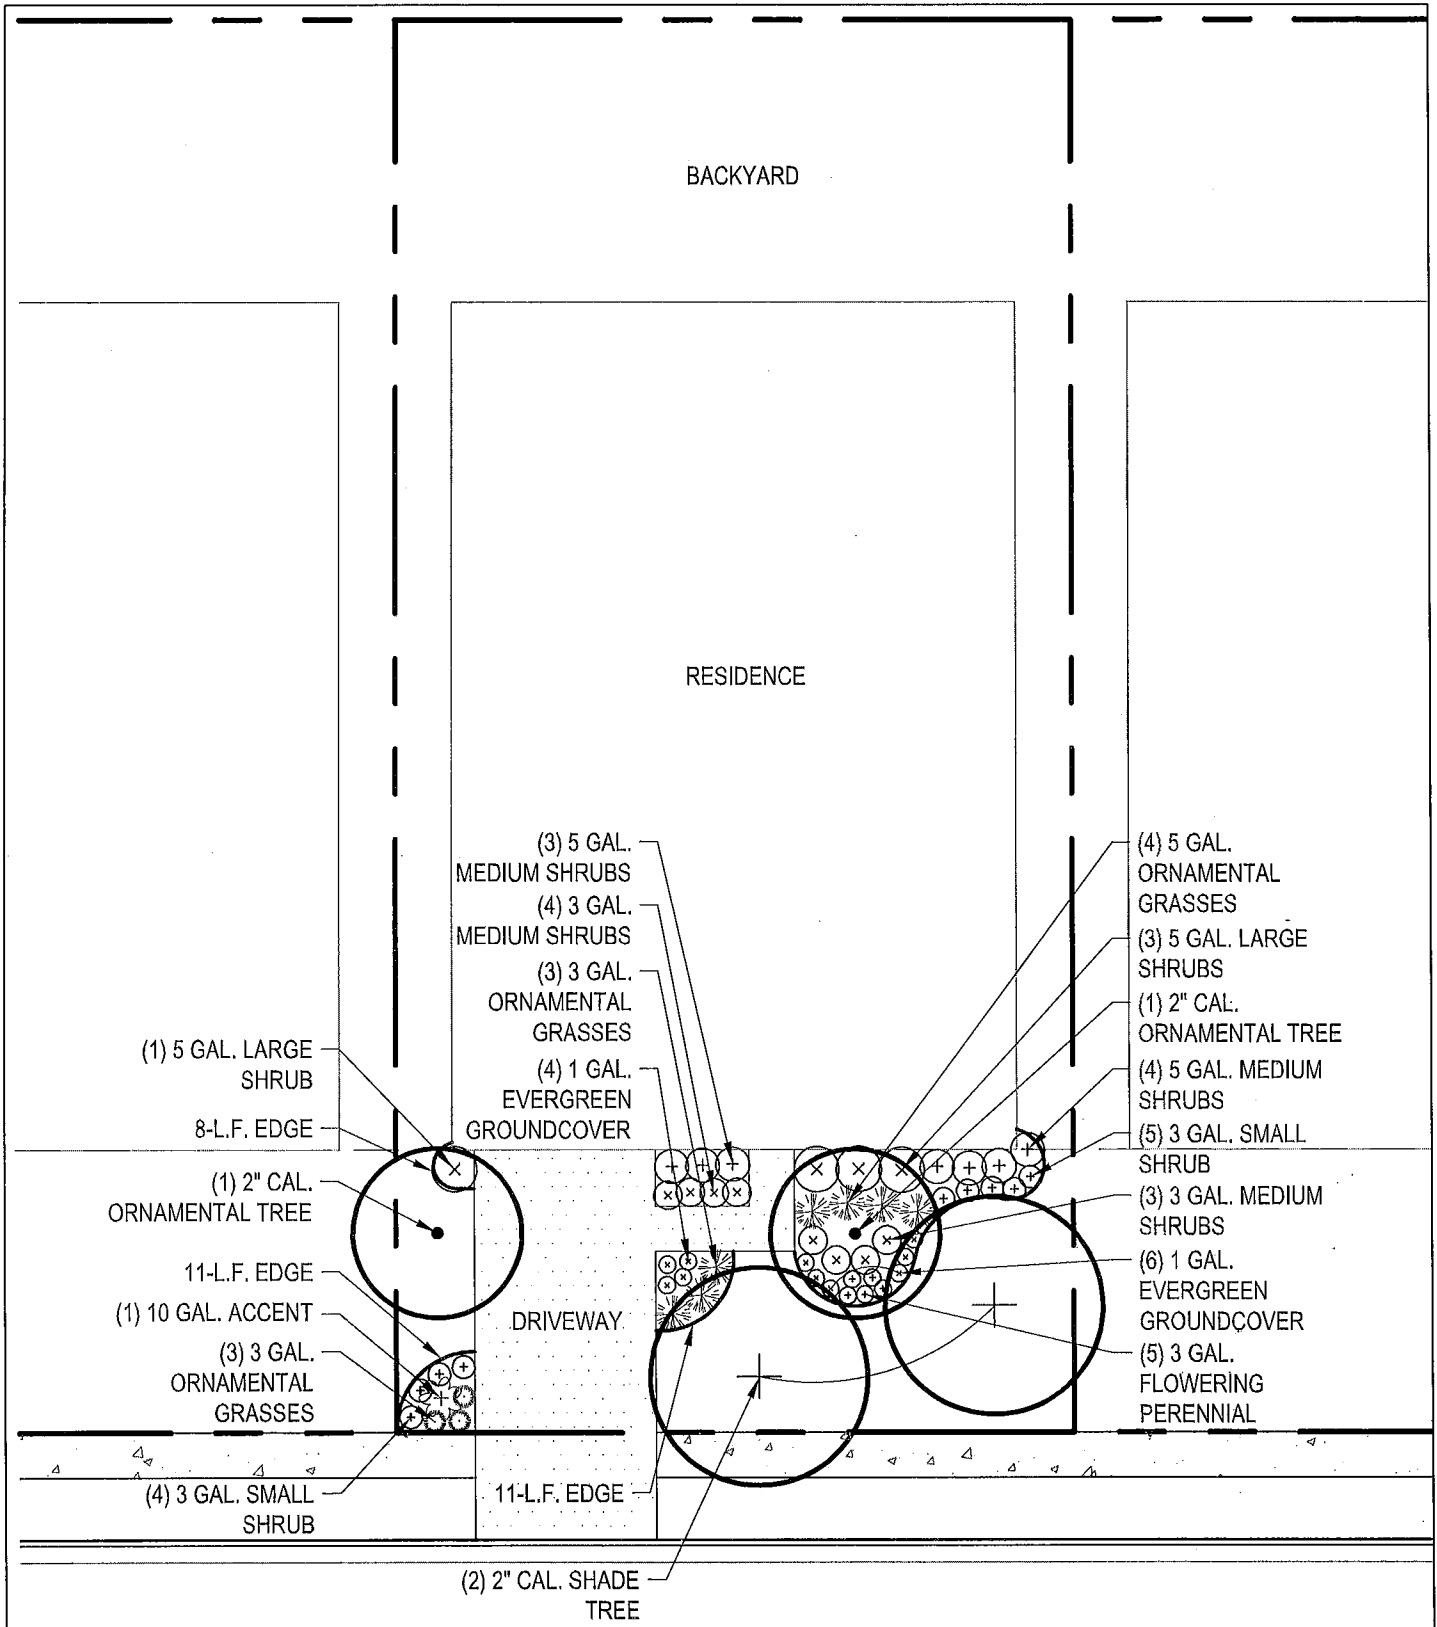 BACKYARD
RESIDENCE
(3) 5 GAL.
MEDIUM SHRUBS
(4) 3 GAL.
MEDIUM SHRUBS
(3) 3 GAL.
ORNAMENTAL
GRASSES
(4) 1 GAL.
EVERGREEN
GROUNDCOVER
(1) 5 GAL. LARGE
SHRUB
8-L.F. EDGE
(1) 2" CAL.
ORNAMENTAL TREE
11-L.F. EDGE
(1) 10 GAL. ACCENT
(3) 3 GAL.
ORNAMENTAL
GRASSES
(4) 3 GAL. SMALL
SHRUB
DRIVEWAY
11-L.F. EDGE
(2) 2" CAL. SHADE
TREE
(4) 5 GAL.
ORNAMENTAL
GRASSES
(3) 5 GAL. LARGE
SHRUBS
(1) 2" CAL.
ORNAMENTAL TREE
(4) 5 GAL. MEDIUM
SHRUBS
(5) 3 GAL. SMALL
SHRUB
(3) 3 GAL. MEDIUM
SHRUBS
(6) 1 GAL.
EVERGREEN
GROUNDCOVER
(5) 3 GAL.
FLOWERING
PERENNIAL